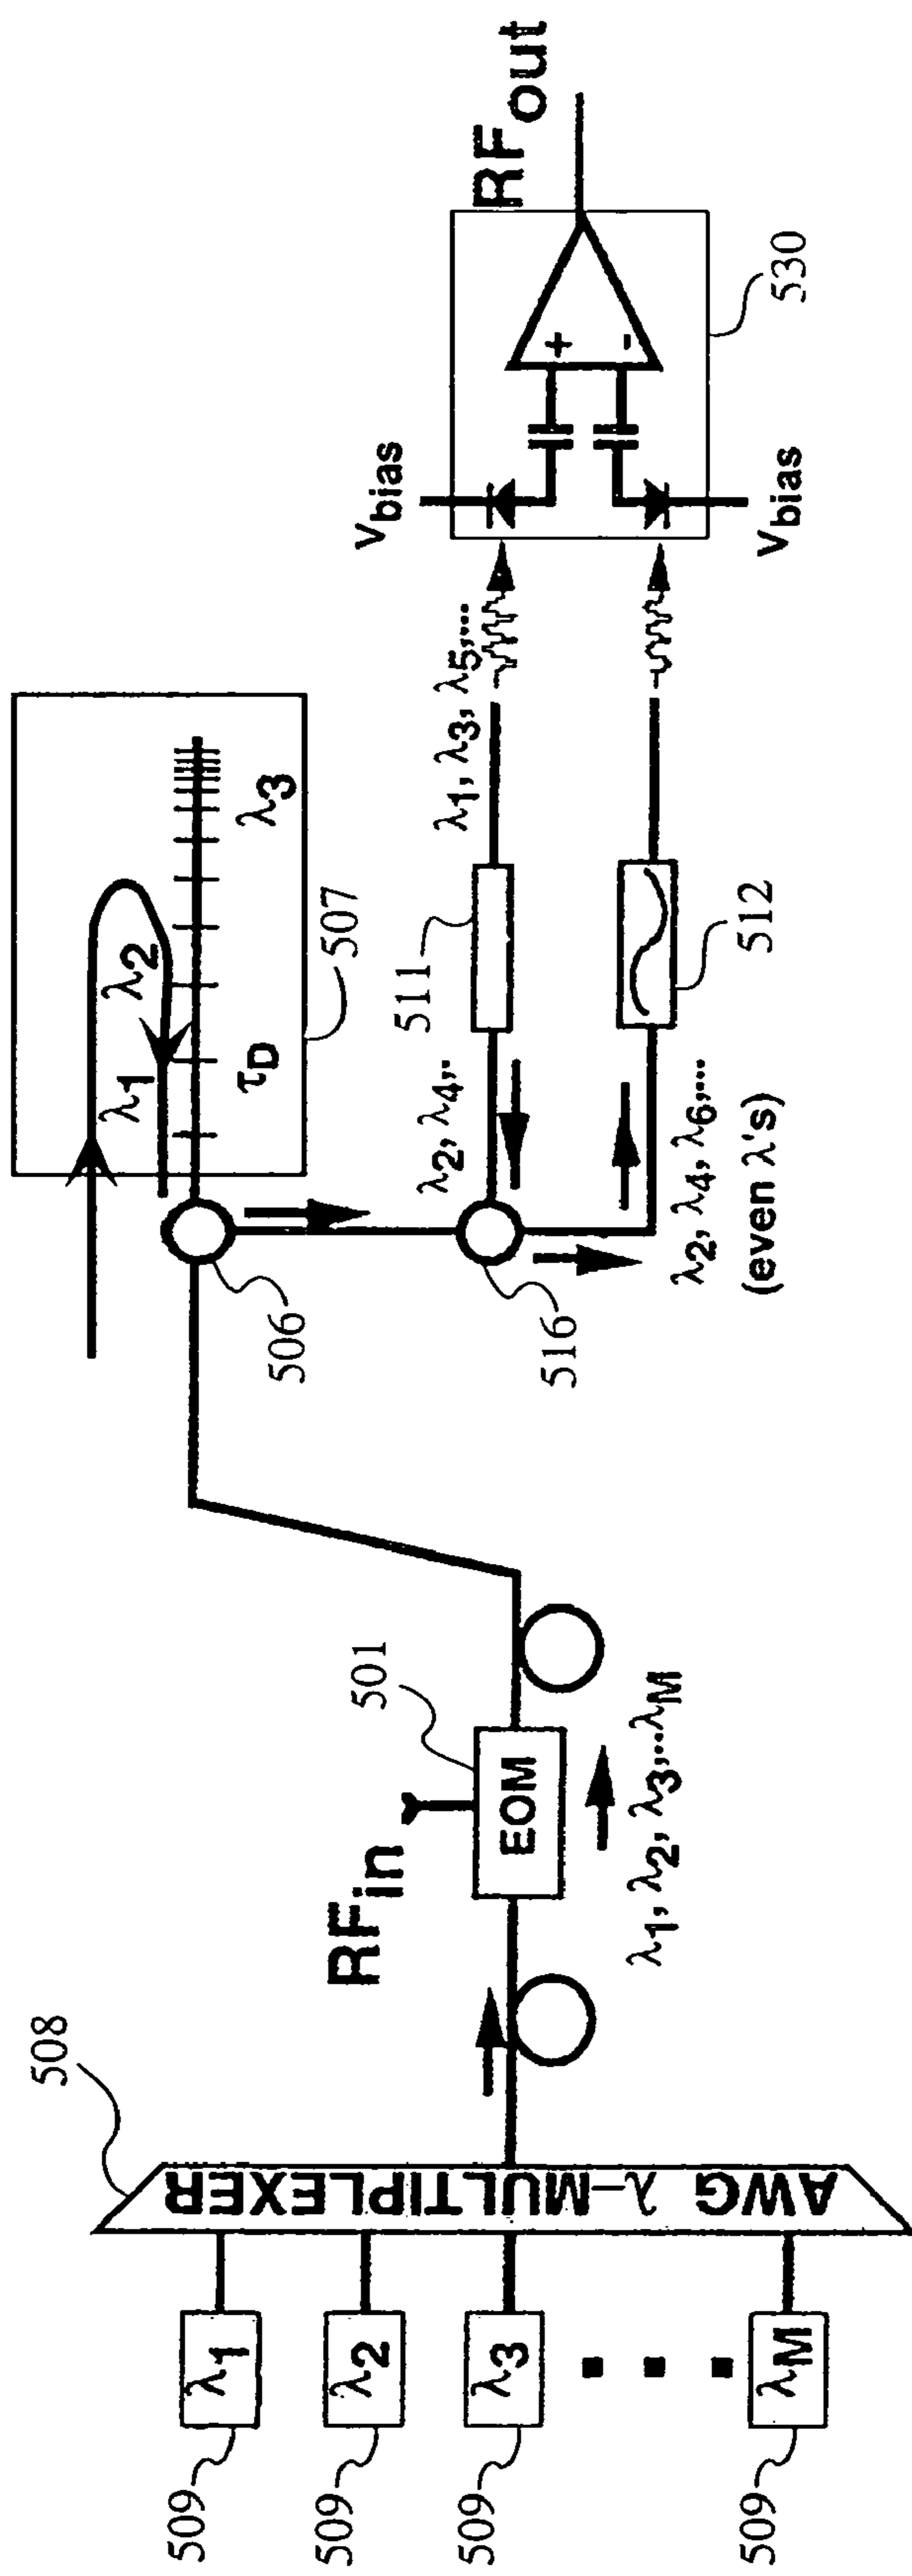 509
λ1
509
λ2
509
λ3
509
λM
508
AWG λ-MULTIPLEXER
RFin
501
EOM
λ1, λ2, λ3,..λM
506
λ1
λ2
τD
λ3
507
516
λ2, λ4,..
511
λ1, λ3, λ5,...
λ2, λ4, λ6,...
(even λ's)
512
Vbias
+
-
Vbias
530
RFout